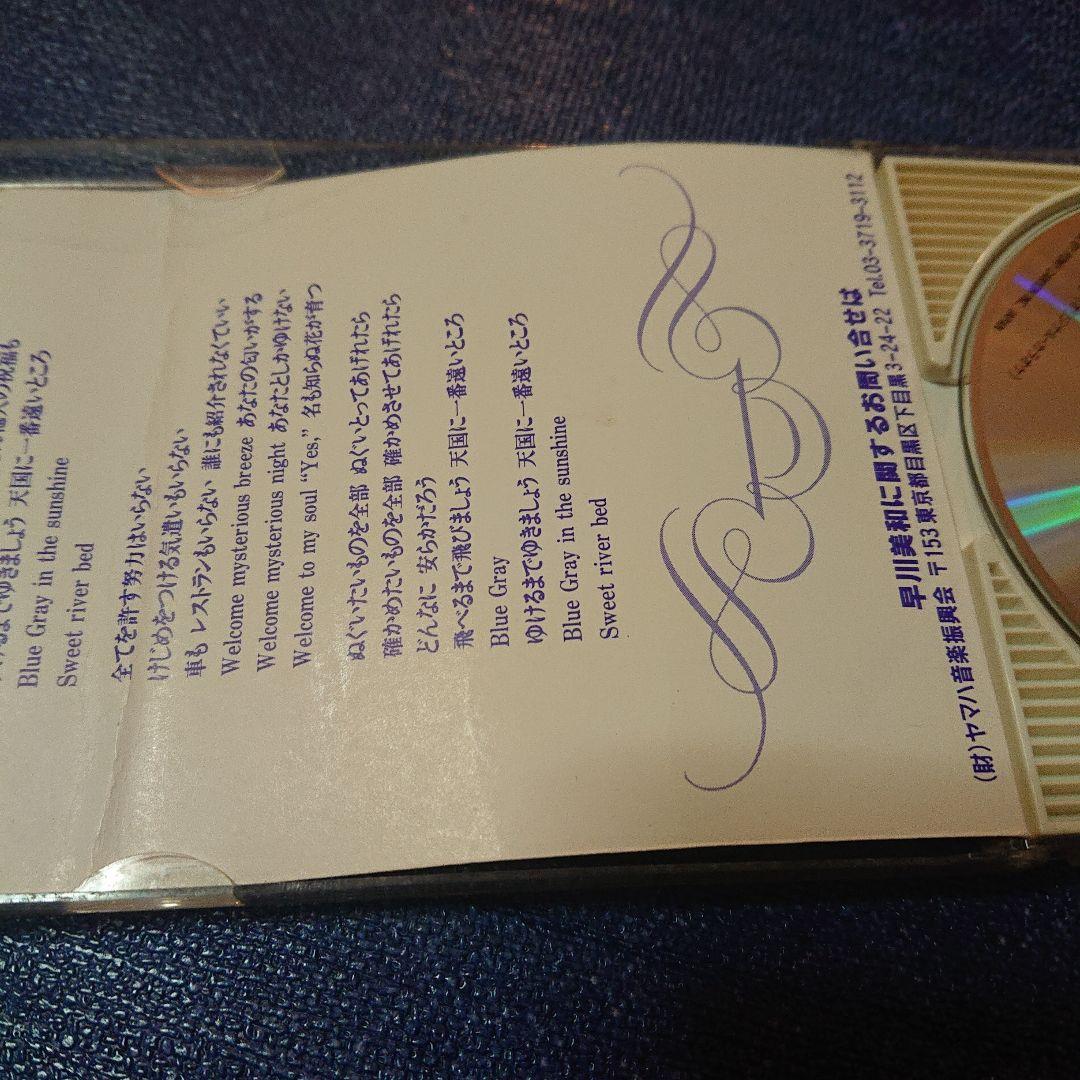 天国に一番遠いところ
Blue Gray in the sunshine
Sweet river bed
全てを許す努力はいらない
けじめをつける気遣いもいらない
車も レストランもいらない 誰にも紹介されなくていい
Welcome mysterious breeze あなたの匂いがする
Welcome mysterious night あなたとしかゆけない
Welcome to my soul “Yes,” 名も知らぬ花が育つ
ぬぐいたいものを全部 ぬぐいとってあげれたら
確かめたいものを全部 確かめさせてあげれたら
どんなに 安らかだろう
飛べるまで飛びましょう 天国に一番遠いところ
Blue Gray
ゆけるまでゆきましょう 天国に一番遠いところ
Blue Gray in the sunshine
Sweet river bed
早川美和に関するお問い合せは
(財)ヤマハ音楽振興会 〒153 東京都目黒区下目黒3-24-22 Tel.03-3719-3112